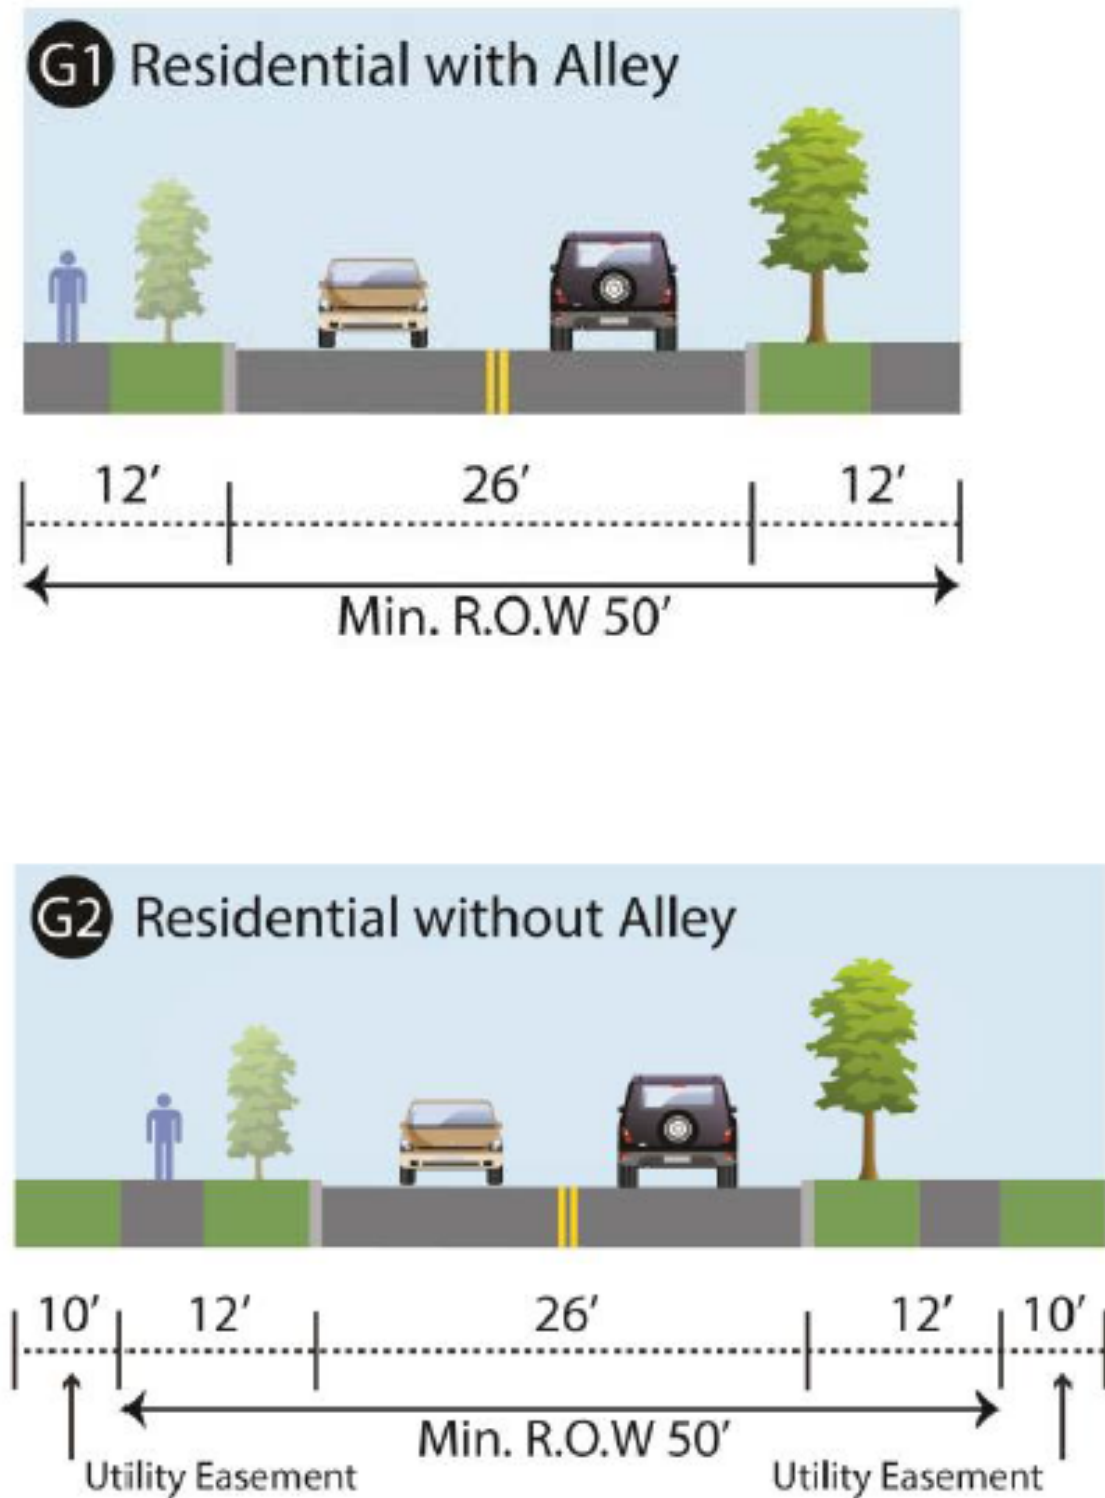 G1 Residential with Alley
12' 26' 12'
Min. R.O.W 50'
G2 Residential without Alley
10' 12' 26' 12' 10'
Min. R.O.W 50'
Utility Easement Utility Easement